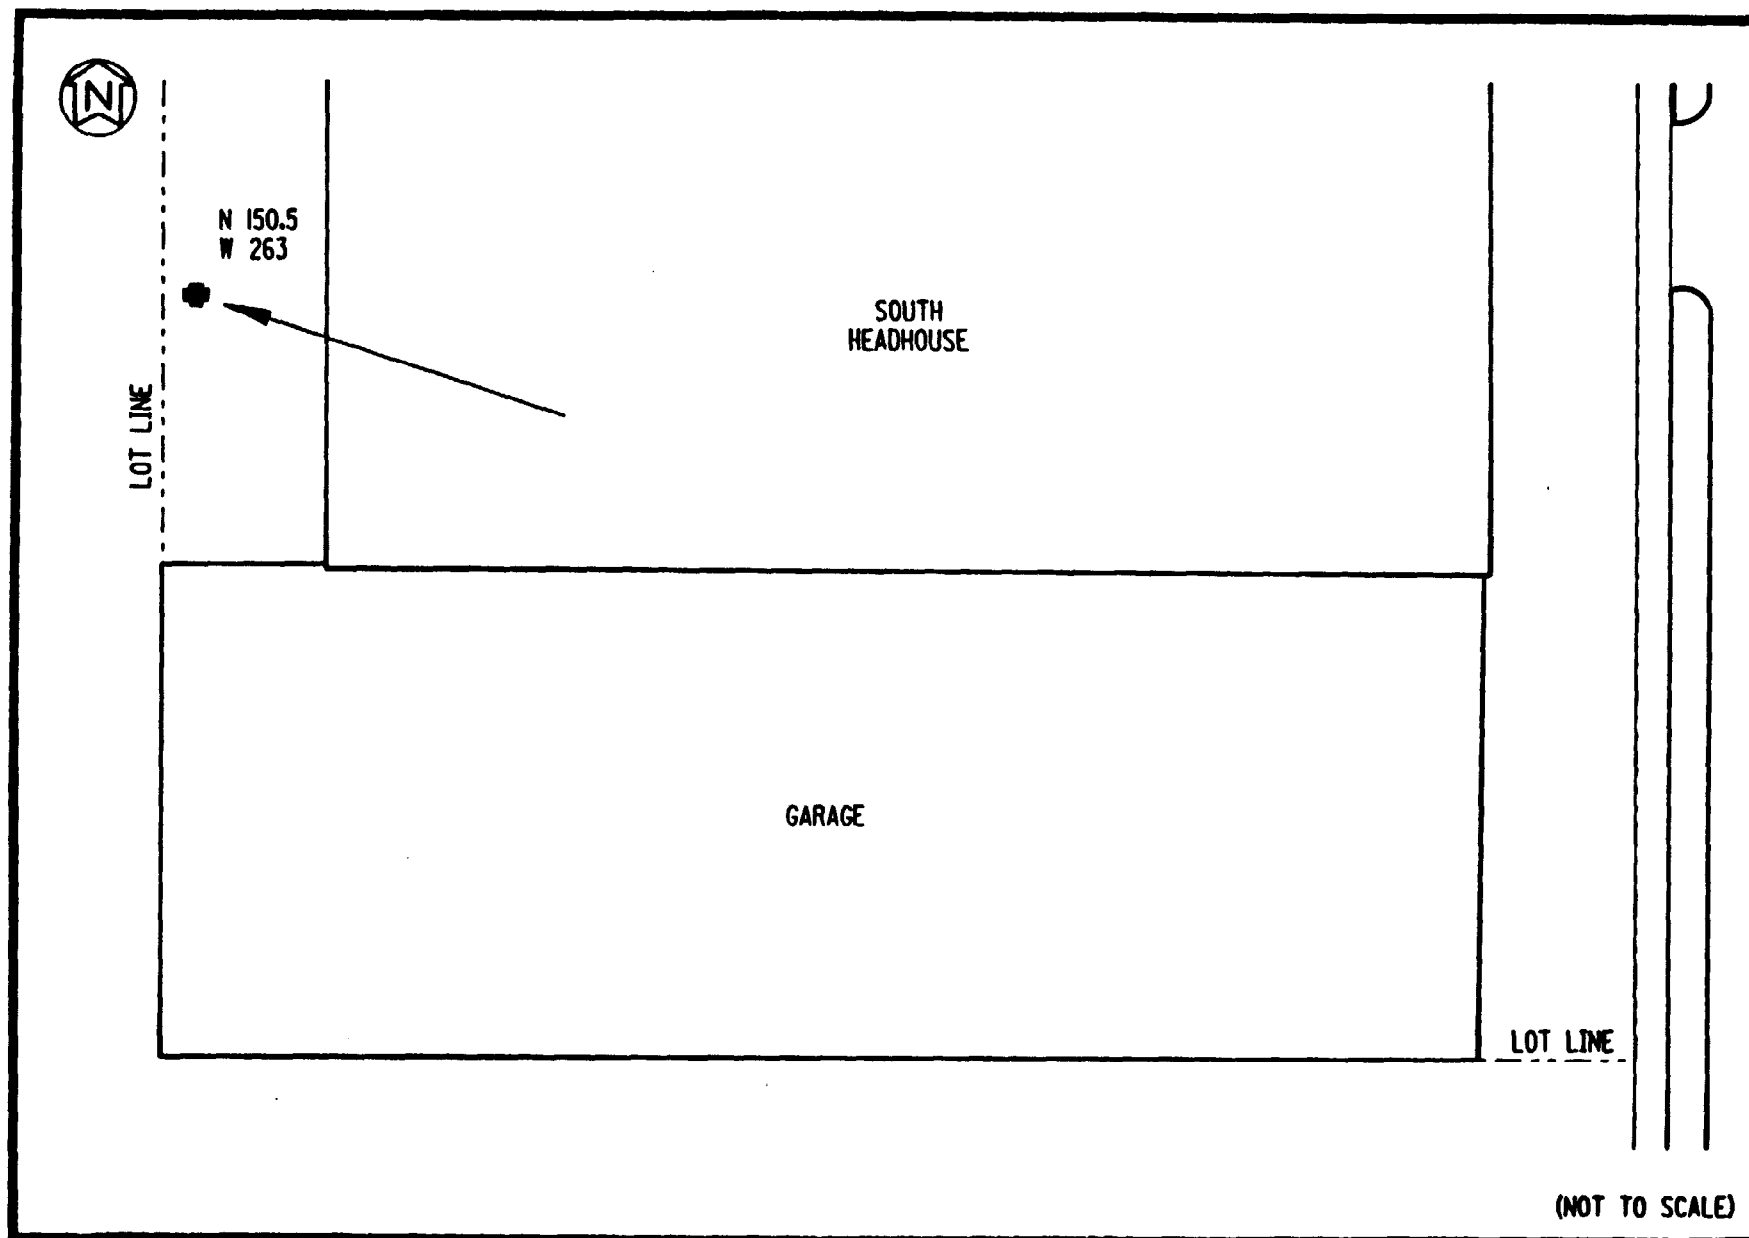 N
N 150.5
W 263
SOUTH
HEADHOUSE
LOT LINE
GARAGE
LOT LINE
(NOT TO SCALE)